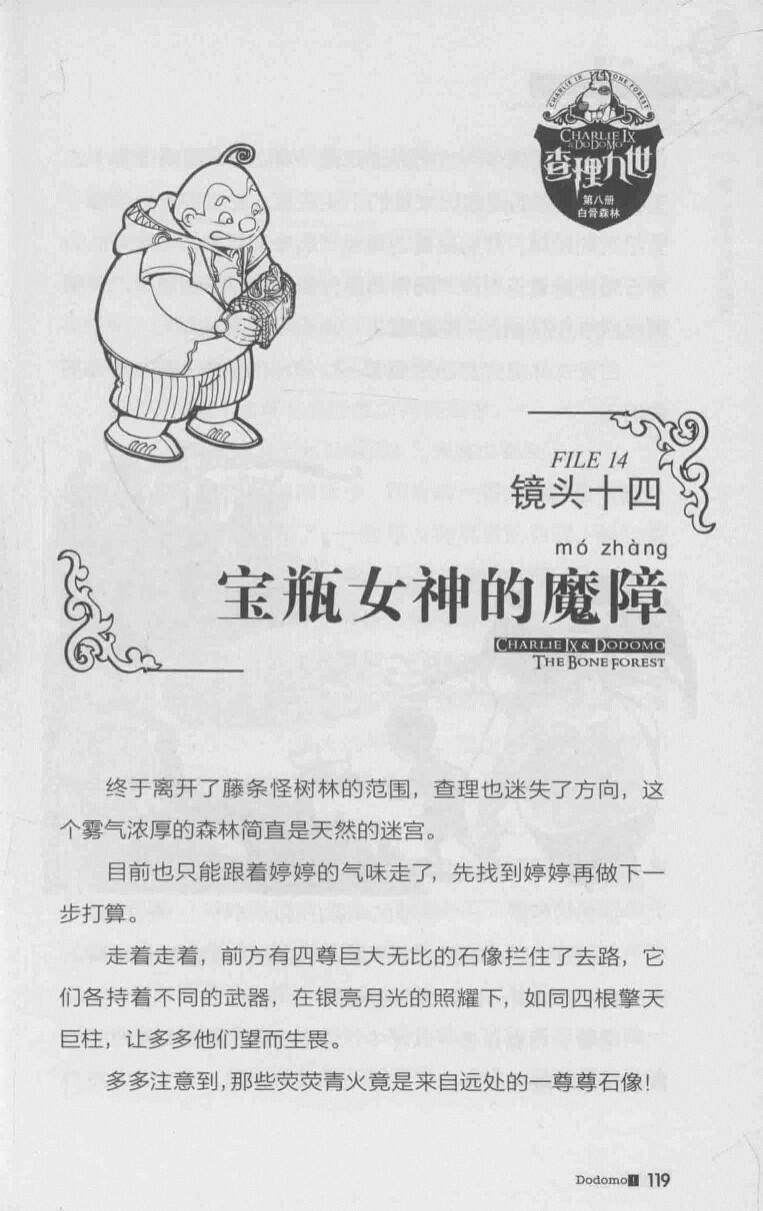 CHARLIE IX BONE FOREST
CHARLIE IX
& DODOMO
查理九世
第八册
白骨森林
FILE 14
镜头十四
mó zhàng
宝瓶女神的魔障
CHARLIE IX & DODOMO
THE BONE FOREST
终于离开了藤条怪树林的范围，查理也迷失了方向，这
个雾气浓厚的森林简直是天然的迷宫。
目前也只能跟着婷婷的气味走了，先找到婷婷再做下一
步打算。
走着走着，前方有四尊巨大无比的石像拦住了去路，它
们各持着不同的武器，在银亮月光的照耀下，如同四根擎天
巨柱，让多多他们望而生畏。
多多注意到，那些荧荧青火竟是来自远处的一尊尊石像！
Dodomo 119